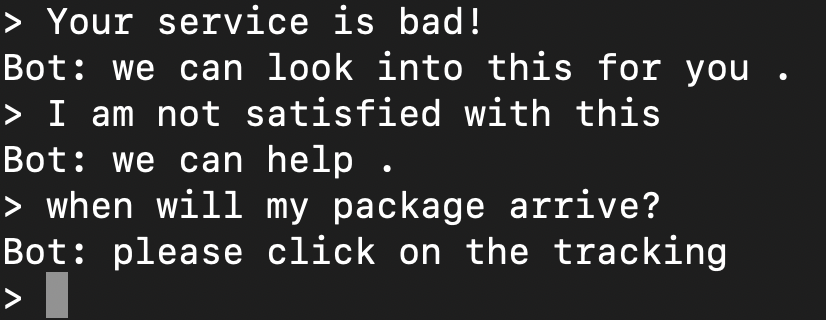 > Your service is bad!
Bot: we can look into this for you .
> I am not satisfied with this
Bot: we can help .
> when will my package arrive?
Bot: please click on the tracking
>